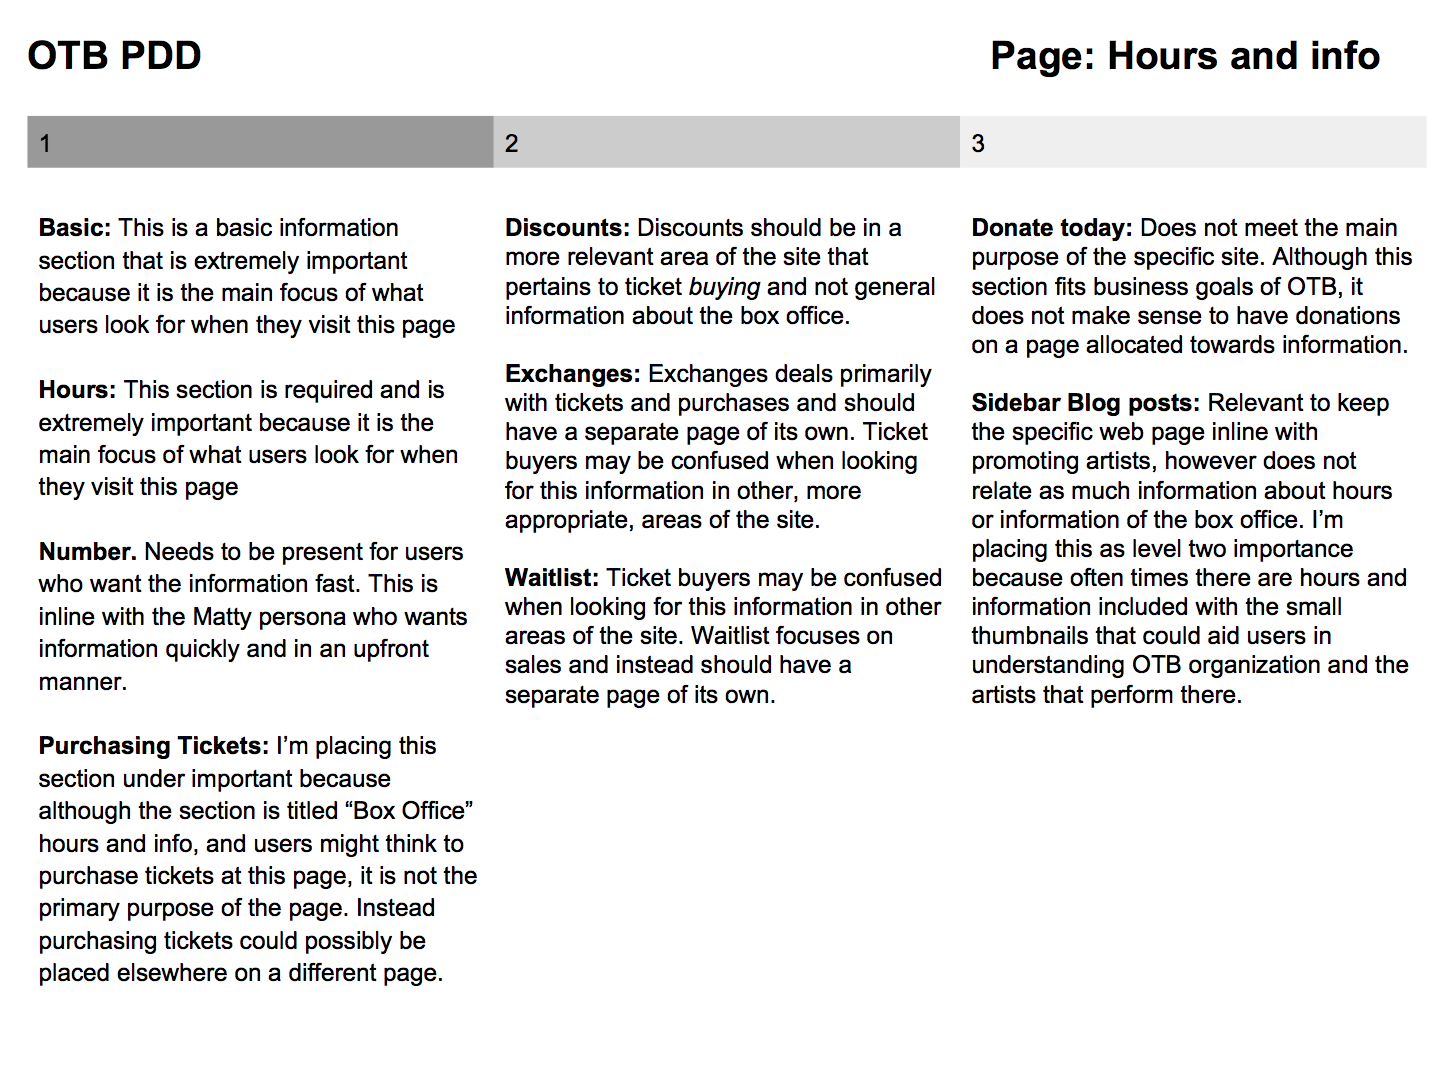 OTB PDD
Page: Hours and info
1
2
3
Basic: This is a basic information
section that is extremely important
because it is the main focus of what
users look for when they visit this page
Hours: This section is required and is
extremely important because it is the
main focus of what users look for when
they visit this page
Number. Needs to be present for users
who want the information fast. This is
inline with the Matty persona who wants
information quickly and in an upfront
manner.
Purchasing Tickets: I’m placing this
section under important because
although the section is titled “Box Office”
hours and info, and users might think to
purchase tickets at this page, it is not the
primary purpose of the page. Instead
purchasing tickets could possibly be
placed elsewhere on a different page.
Discounts: Discounts should be in a
more relevant area of the site that
pertains to ticket buying and not general
information about the box office.
Exchanges: Exchanges deals primarily
with tickets and purchases and should
have a separate page of its own. Ticket
buyers may be confused when looking
for this information in other, more
appropriate, areas of the site.
Waitlist: Ticket buyers may be confused
when looking for this information in other
areas of the site. Waitlist focuses on
sales and instead should have a
separate page of its own.
Donate today: Does not meet the main
purpose of the specific site. Although this
section fits business goals of OTB, it
does not make sense to have donations
on a page allocated towards information.
Sidebar Blog posts: Relevant to keep
the specific web page inline with
promoting artists, however does not
relate as much information about hours
or information of the box office. I’m
placing this as level two importance
because often times there are hours and
information included with the small
thumbnails that could aid users in
understanding OTB organization and the
artists that perform there.